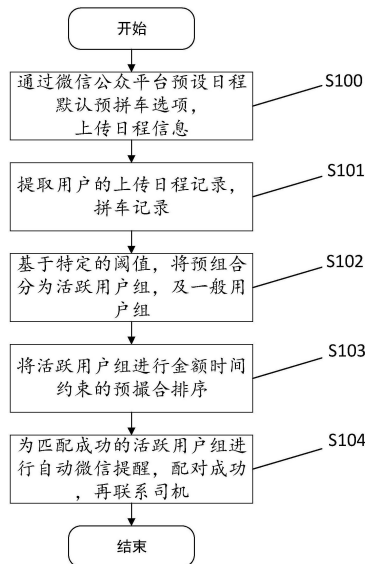 开始
通过微信公众平台预设日程
默认预拼车选项，
上传日程信息
S100
提取用户的上传日程记录，
拼车记录
S101
基于特定的阈值，将预组合
分为活跃用户组，及一般用
户组
S102
将活跃用户组进行金额时间
约束的预撮合排序
S103
为匹配成功的活跃用户组进
行自动微信提醒，配对成功
，再联系司机
S104
结束